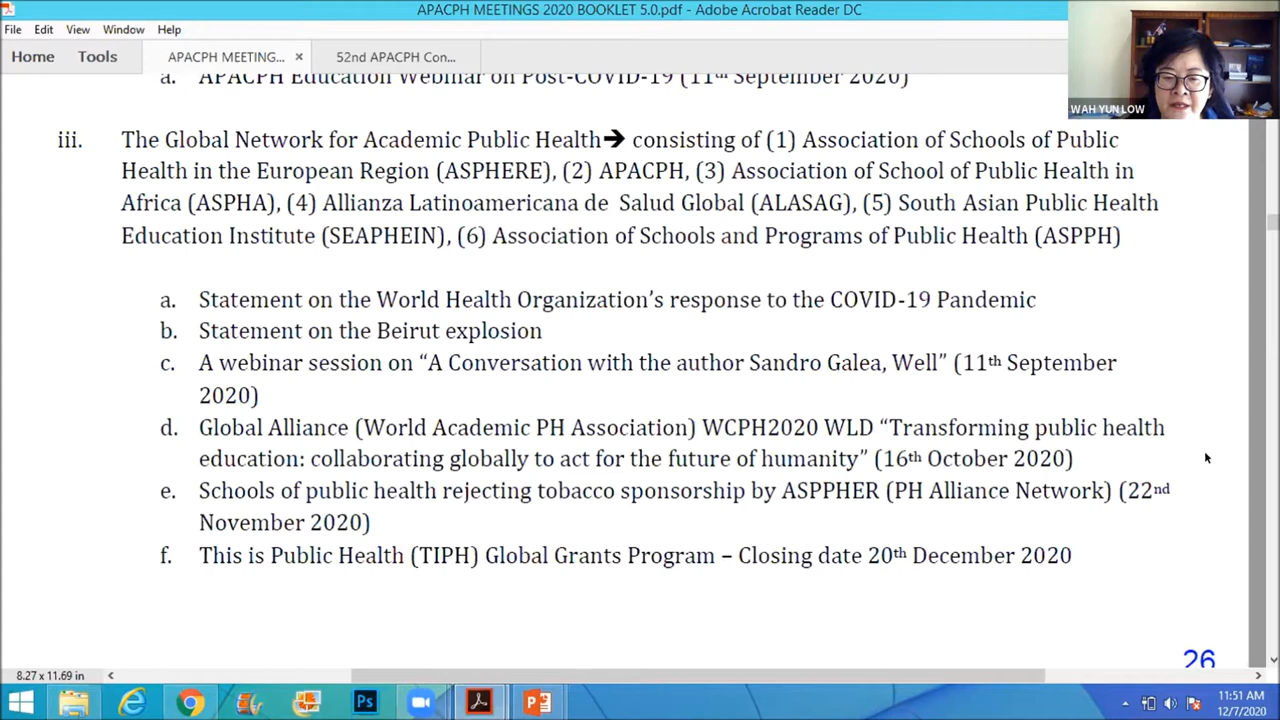 APACPH MEETINGS 2020 BOOKLET 5.0.pdf - Adobe Acrobat Reader DC
File Edit View Window Help
Home Tools APACPH MEETING... × 52nd APACPH Con...
WAH YUN LOW
a. APACPH Education Webinar on Post-COVID-19 (11th September 2020)
iii. The Global Network for Academic Public Health➔ consisting of (1) Association of Schools of Public
Health in the European Region (ASPHERE), (2) APACPH, (3) Association of School of Public Health in
Africa (ASPHA), (4) Allianza Latinoamericana de Salud Global (ALASAG), (5) South Asian Public Health
Education Institute (SEAPHEIN), (6) Association of Schools and Programs of Public Health (ASPPH)
a. Statement on the World Health Organization's response to the COVID-19 Pandemic
b. Statement on the Beirut explosion
c. A webinar session on “A Conversation with the author Sandro Galea, Well” (11th September
2020)
d. Global Alliance (World Academic PH Association) WCPH2020 WLD “Transforming public health
education: collaborating globally to act for the future of humanity” (16th October 2020)
e. Schools of public health rejecting tobacco sponsorship by ASPPHER (PH Alliance Network) (22nd
November 2020)
f. This is Public Health (TIPH) Global Grants Program – Closing date 20th December 2020
26
8.27 x 11.69 in
Ps
11:51 AM
12/7/2020